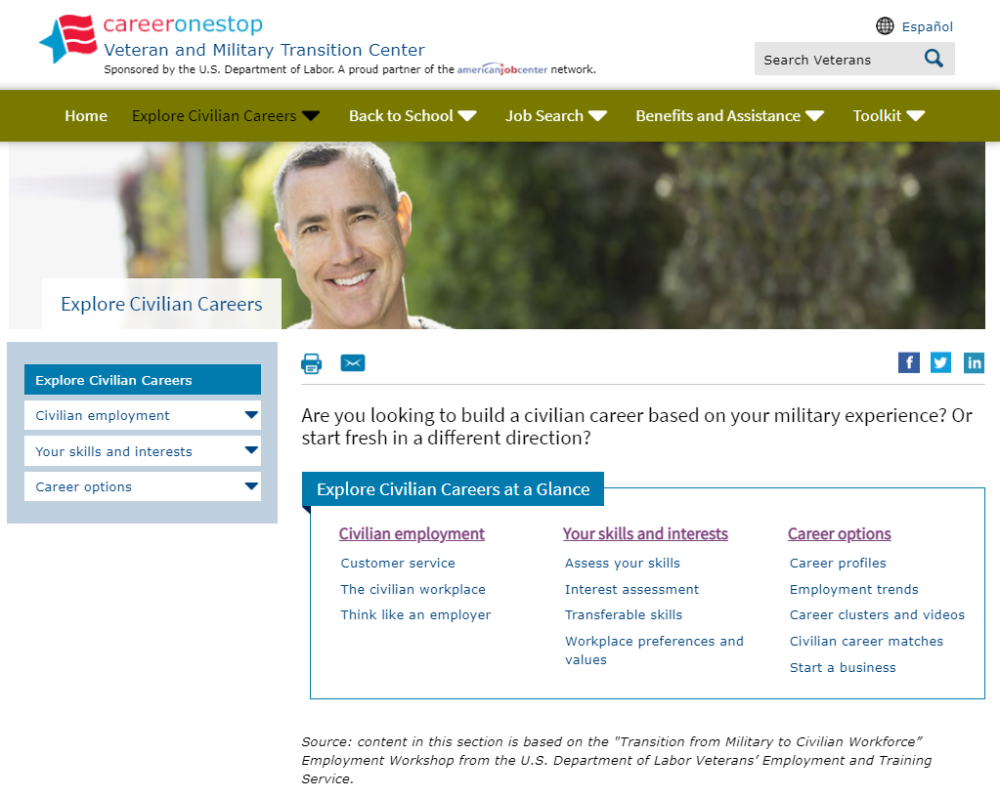 careeronestop
Español
Veteran and Military Transition Center
Search Veterans
Sponsored by the U.S. Department of Labor. A proud partner of the americanjobcenter network.
Home Explore Civilian Careers Back to School Job Search Benefits and Assistance Toolkit
Explore Civilian Careers
Explore Civilian Careers
Civilian employment
Your skills and interests
Career options
f in
Are you looking to build a civilian career based on your military experience? Or
start fresh in a different direction?
Explore Civilian Careers at a Glance
Civilian employment
Customer service
The civilian workplace
Think like an employer
Your skills and interests
Assess your skills
Interest assessment
Transferable skills
Workplace preferences and
values
Career options
Career profiles
Employment trends
Career clusters and videos
Civilian career matches
Start a business
Source: content in this section is based on the "Transition from Military to Civilian Workforce”
Employment Workshop from the U.S. Department of Labor Veterans’ Employment and Training
Service.